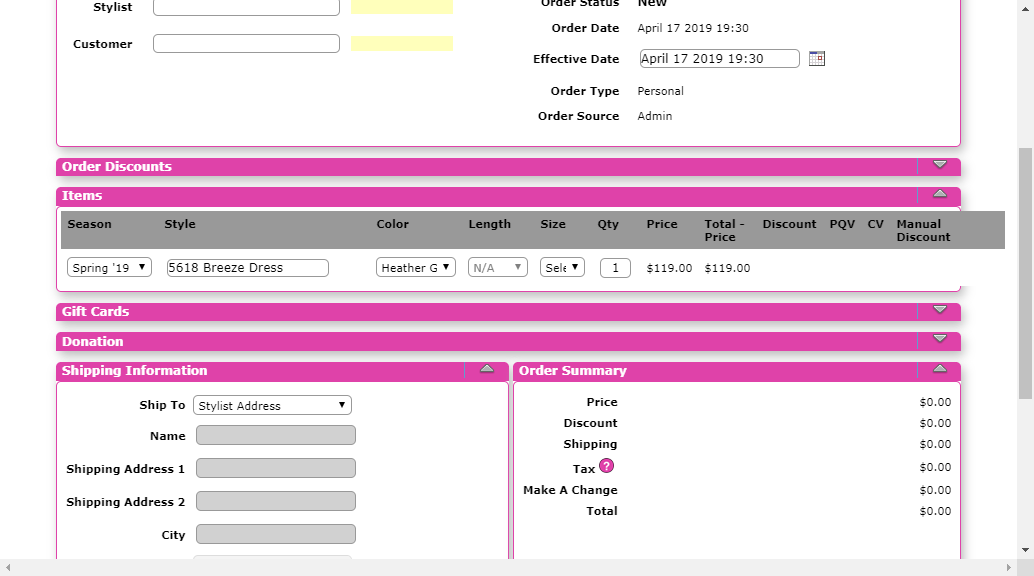 Stylist
Order Status New
Order Date April 17 2019 19:30
Customer
Effective Date April 17 2019 19:30
Order Type Personal
Order Source Admin
Order Discounts
Items
Season Style Color Length Size Qty Price Total - Price Discount PQV CV Manual Discount
Spring '19 5618 Breeze Dress Heather G N/A Sele 1 $119.00 $119.00
Gift Cards
Donation
Shipping Information
Ship To Stylist Address
Name
Shipping Address 1
Shipping Address 2
City
Order Summary
Price $0.00
Discount $0.00
Shipping $0.00
Tax ? $0.00
Make A Change $0.00
Total $0.00